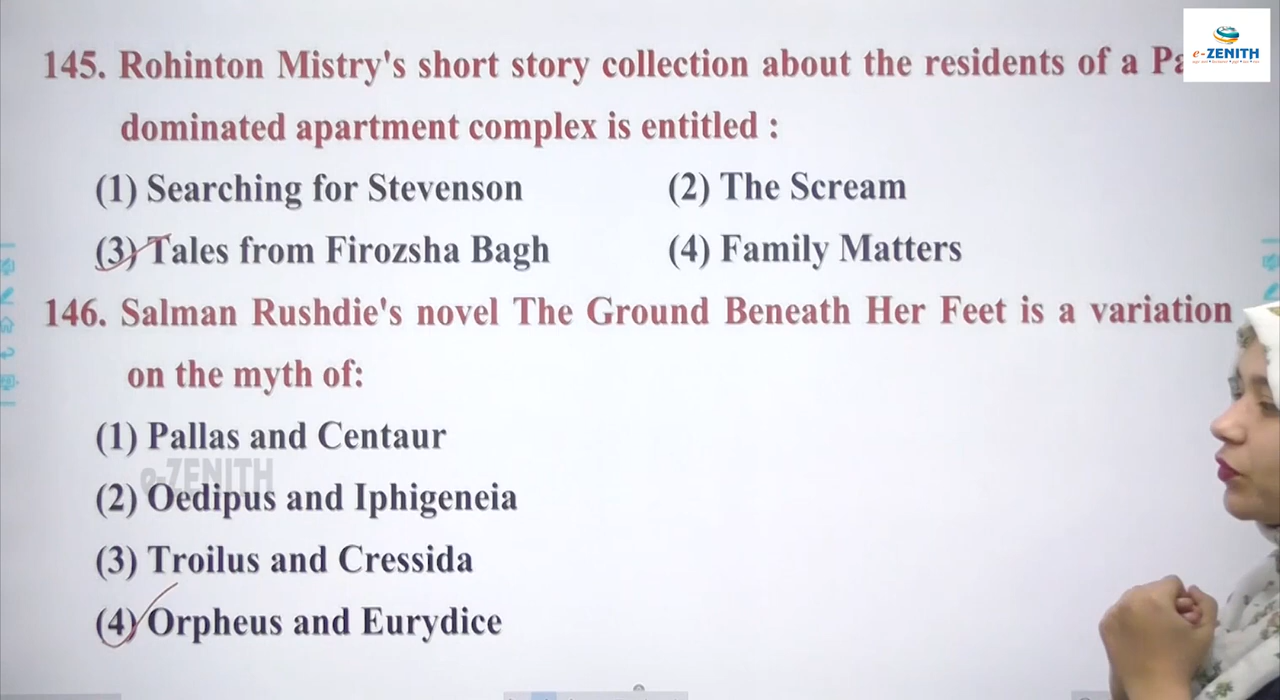 e-ZENITH
145. Rohinton Mistry's short story collection about the residents of a
dominated apartment complex is entitled :
(1) Searching for Stevenson (2) The Scream
(3) Tales from Firozsha Bagh (4) Family Matters
146. Salman Rushdie's novel The Ground Beneath Her Feet is a variation
on the myth of:
(1) Pallas and Centaur
e-ZENITH
(2) Oedipus and Iphigeneia
(3) Troilus and Cressida
(4) Orpheus and Eurydice